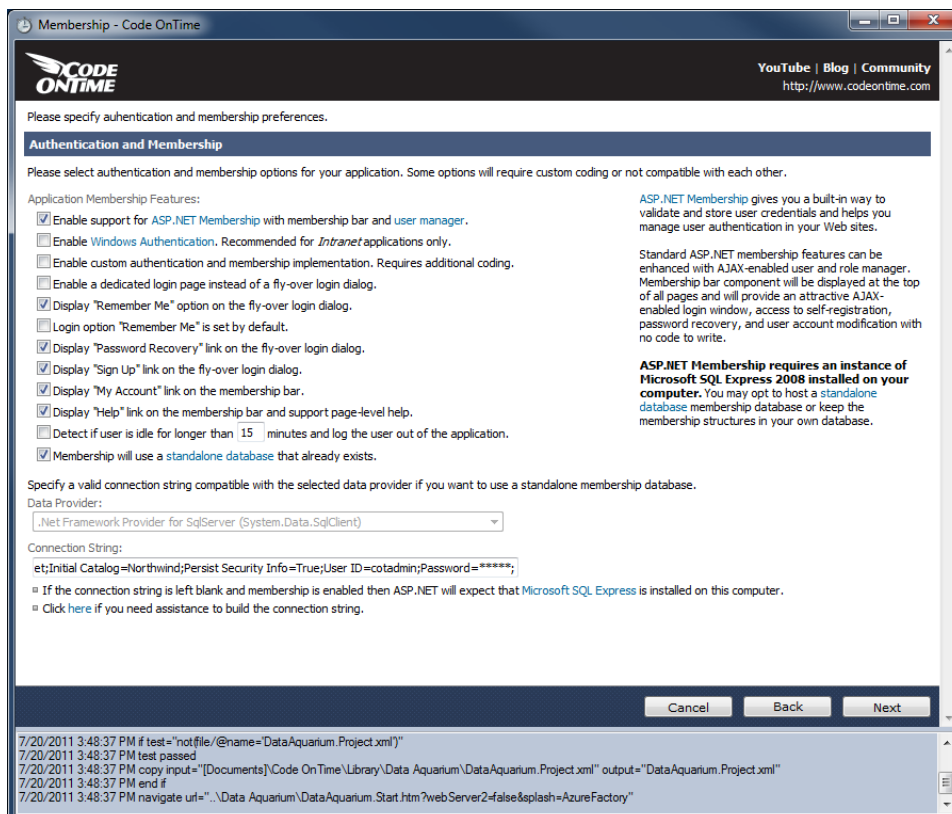 Membership - Code OnTime
CODE
ONTIME
YouTube | Blog | Community
http://www.codeontime.com
Please specify auhentication and membership preferences.
Authentication and Membership
Please select authentication and membership options for your application. Some options will require custom coding or not compatible with each other.
Application Membership Features:
Enable support for ASP.NET Membership with membership bar and user manager.
Enable Windows Authentication. Recommended for Intranet applications only.
Enable custom authentication and membership implementation. Requires additional coding.
Enable a dedicated login page instead of a fly-over login dialog.
Display "Remember Me" option on the fly-over login dialog.
Login option "Remember Me" is set by default.
Display "Password Recovery" link on the fly-over login dialog.
Display "Sign Up" link on the fly-over login dialog.
Display "My Account" link on the membership bar.
Display "Help" link on the membership bar and support page-level help.
Detect if user is idle for longer than 15 minutes and log the user out of the application.
Membership will use a standalone database that already exists.
ASP.NET Membership gives you a built-in way to
validate and store user credentials and helps you
manage user authentication in your Web sites.
Standard ASP.NET membership features can be
enhanced with AJAX-enabled user and role manager.
Membership bar component will be displayed at the top
of all pages and will provide an attractive AJAX-
enabled login window, access to self-registration,
password recovery, and user account modification with
no code to write.
ASP.NET Membership requires an instance of
Microsoft SQL Express 2008 installed on your
computer. You may opt to host a standalone
database membership database or keep the
membership structures in your own database.
Specify a valid connection string compatible with the selected data provider if you want to use a standalone membership database.
Data Provider:
.Net Framework Provider for SqlServer (System.Data.SqlClient)
Connection String:
et;Initial Catalog=Northwind;Persist Security Info=True;User ID=cotadmin;Password=*****;
If the connection string is left blank and membership is enabled then ASP.NET will expect that Microsoft SQL Express is installed on this computer.
Click here if you need assistance to build the connection string.
Cancel
Back
Next
7/20/2011 3:48:37 PM if test="not(file/@name='DataAquarium.Project.xml')"
7/20/2011 3:48:37 PM test passed
7/20/2011 3:48:37 PM copy input="[Documents]\Code OnTime\Library\Data Aquarium\DataAquarium.Project.xml" output="DataAquarium.Project.xml"
7/20/2011 3:48:37 PM end if
7/20/2011 3:48:37 PM navigate url="..\Data Aquarium\DataAquarium.Start.htm?webServer2=false&splash=AzureFactory"